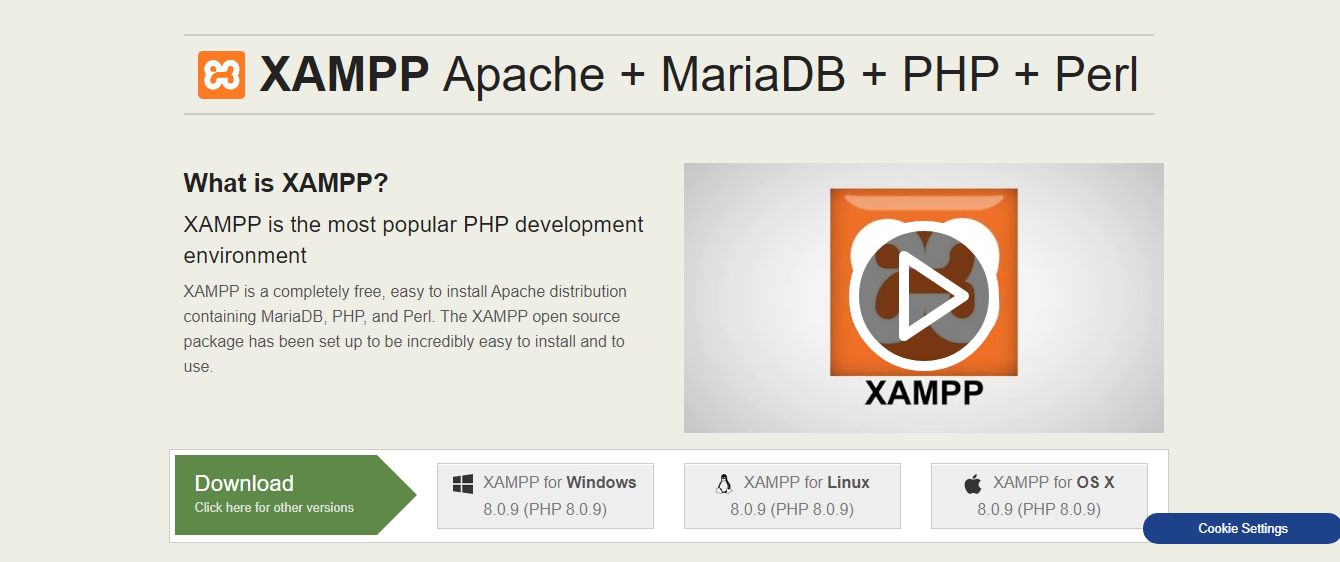 XAMPP Apache + MariaDB + PHP + Perl
What is XAMPP?
XAMPP is the most popular PHP development
environment
XAMPP is a completely free, easy to install Apache distribution
containing MariaDB, PHP, and Perl. The XAMPP open source
package has been set up to be incredibly easy to install and to
use.
XAMPP
Download
Click here for other versions
XAMPP for Windows
8.0.9 (PHP 8.0.9)
XAMPP for Linux
8.0.9 (PHP 8.0.9)
XAMPP for OS X
8.0.9 (PHP 8.0.9)
Cookie Settings